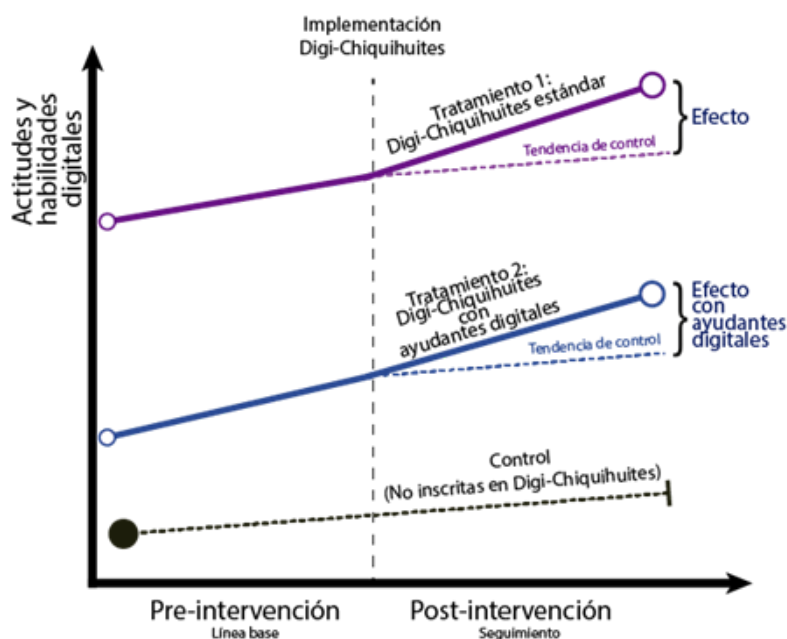 Implementación
Digi-Chiquihuites
Actitudes y
habilidades
digitales
Tratamiento 1:
Digi-Chiquihuites estándar
Tendencia de control
Efecto
Tratamiento 2:
Digi-Chiquihuites
con
ayudantes digitales
Tendencia de control
Efecto
con
ayudantes
digitales
Control
(No inscritas en Digi-Chiquihuites)
Pre-intervención
Línea base
Post-intervención
Seguimiento